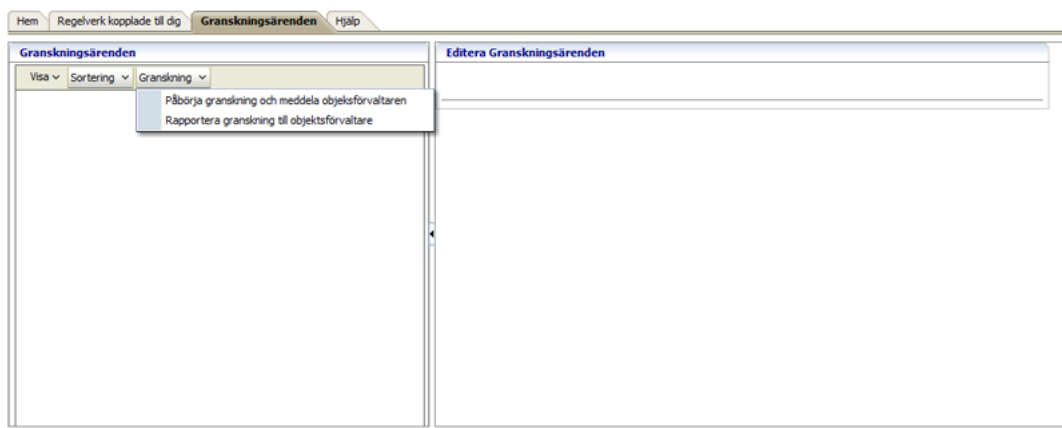 Hem Regelverk kopplade till dig Granskningsärenden Hjälp
Granskningsärenden
Editera Granskningsärenden
Visa Sortering Granskning
Påbörja granskning och meddela objeksförvaltaren
Rapportera granskning till objektsförvaltare